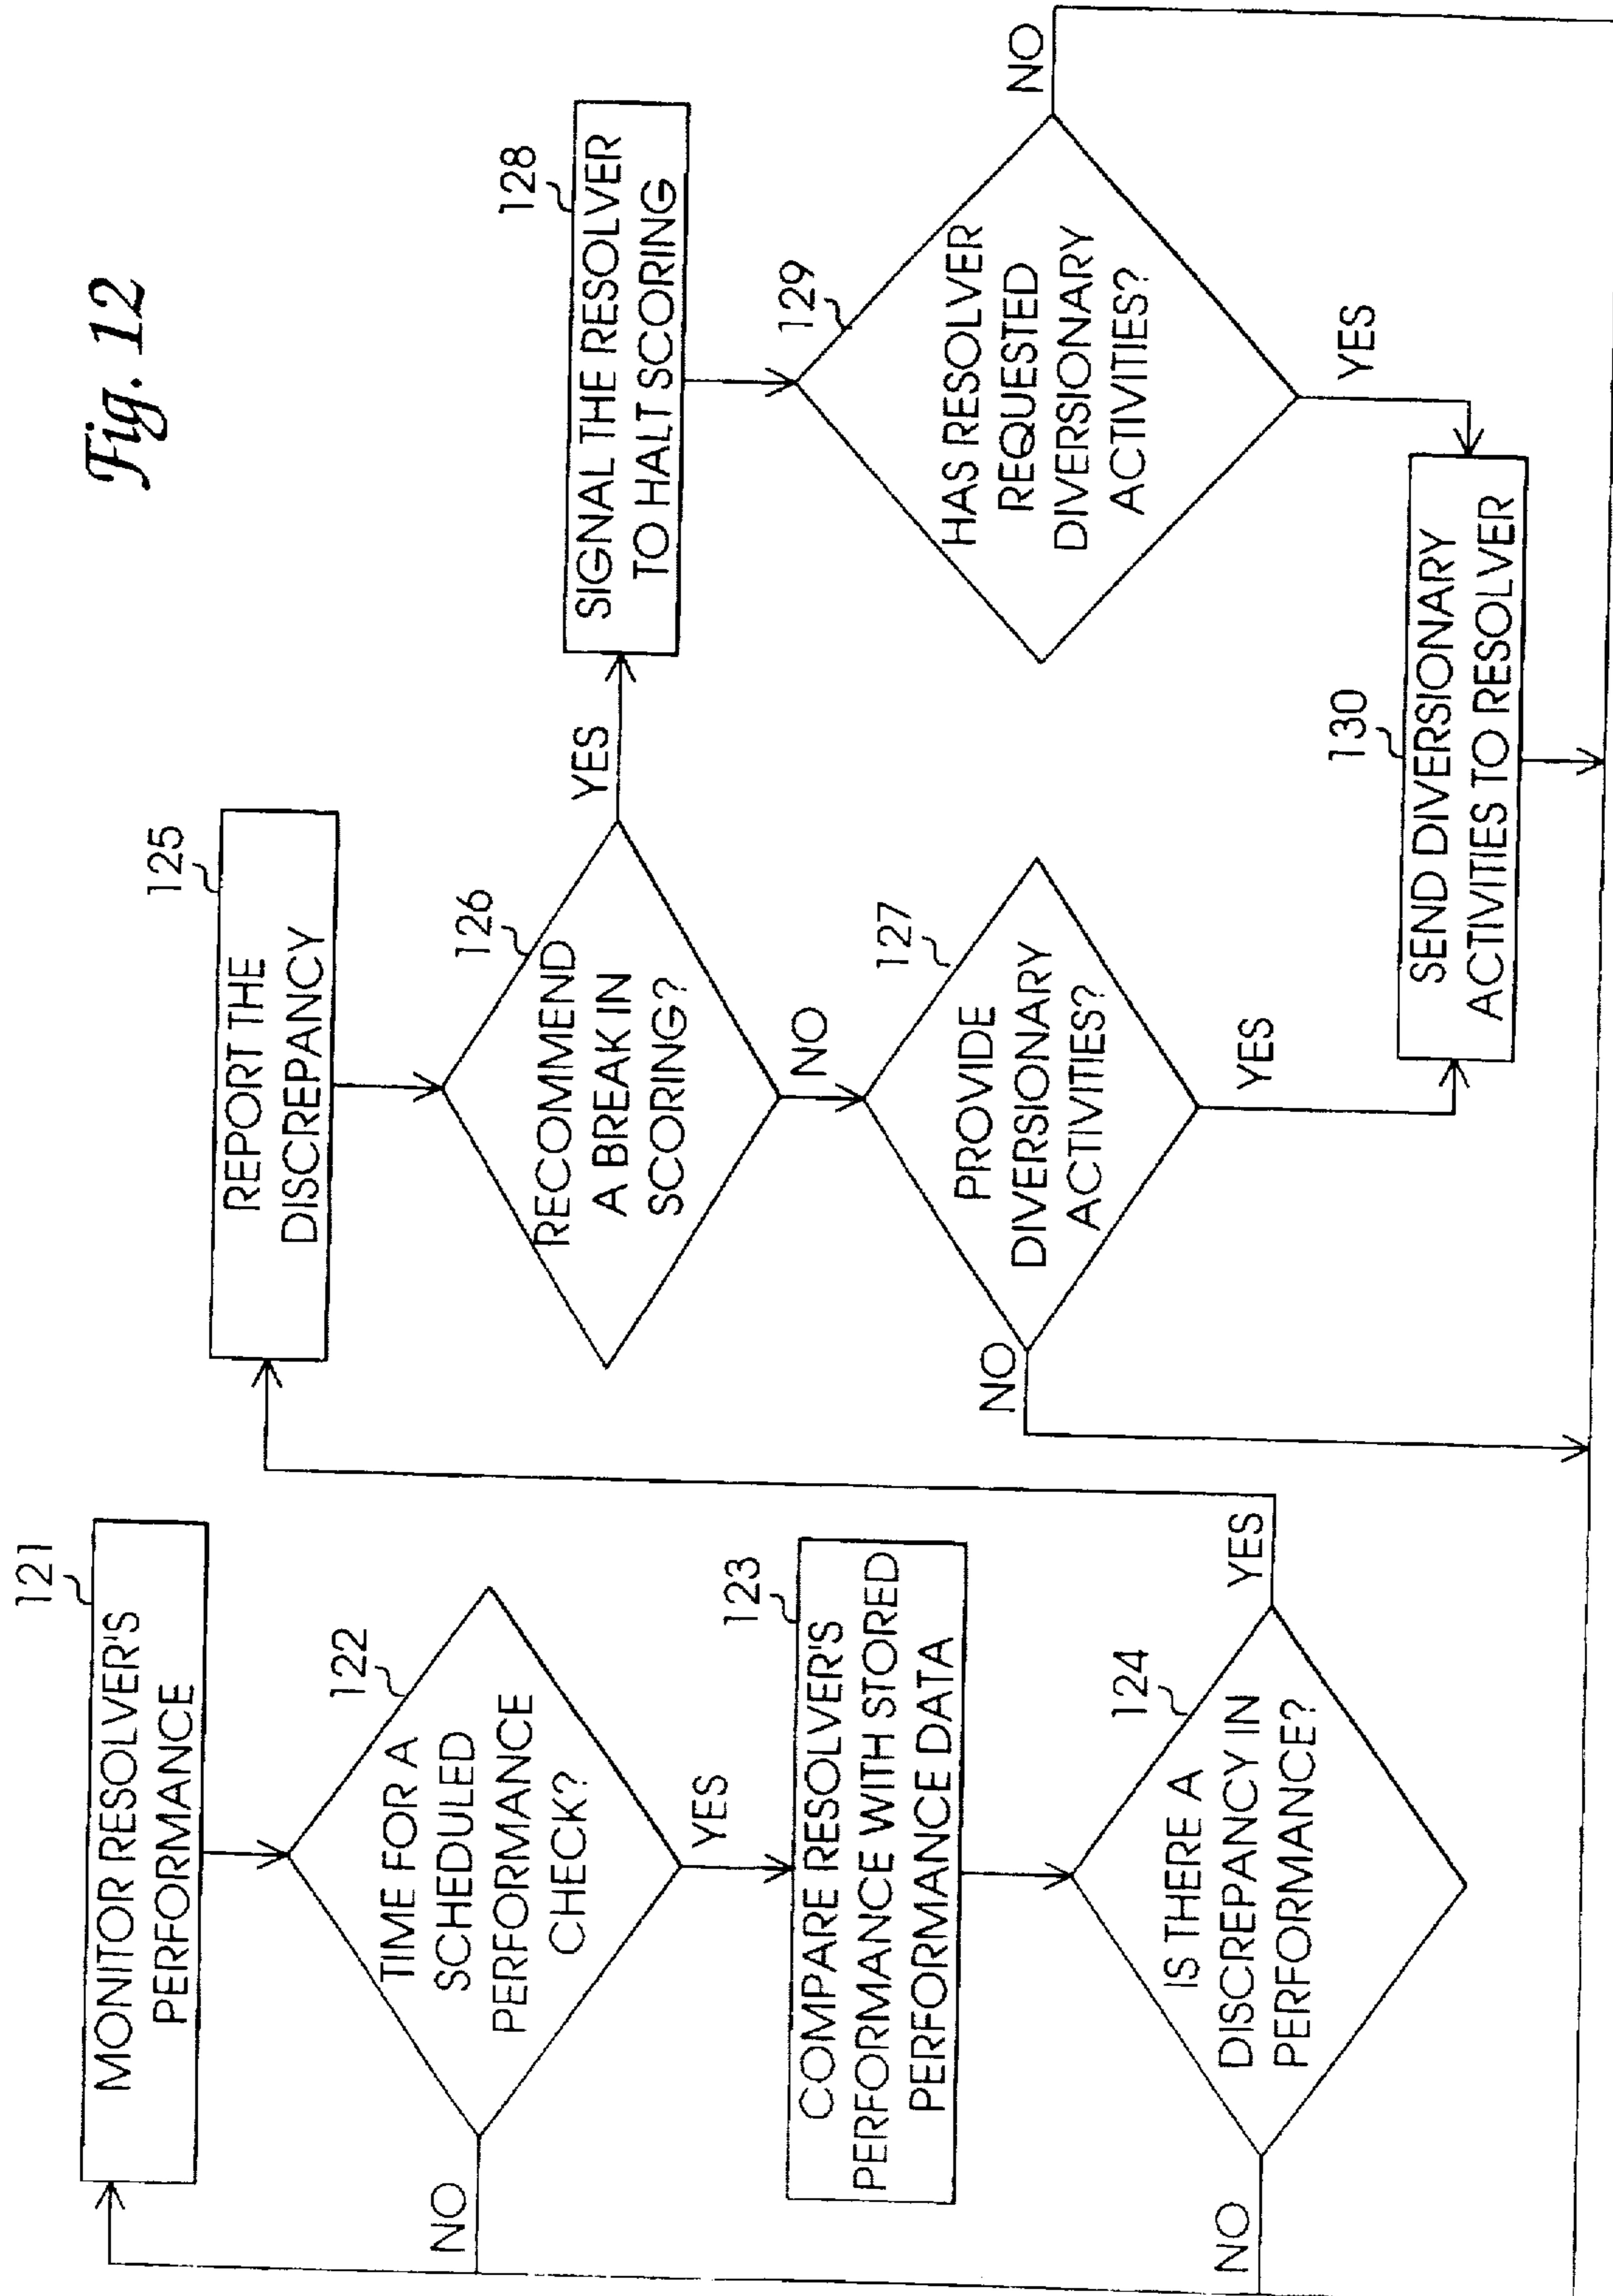 Fig. 12
121
MONITOR RESOLVER'S
PERFORMANCE
122
TIME FOR A
SCHEDULED
PERFORMANCE
CHECK?
NO
YES
123
COMPARE RESOLVER'S
PERFORMANCE WITH STORED
PERFORMANCE DATA
124
IS THERE A
DISCREPANCY IN
PERFORMANCE?
NO
YES
125
REPORT THE
DISCREPANCY
126
RECOMMEND
A BREAK IN
SCORING?
YES
NO
127
PROVIDE
DIVERSIONARY
ACTIVITIES?
NO
YES
128
SIGNAL THE RESOLVER
TO HALT SCORING
129
HAS RESOLVER
REQUESTED
DIVERSIONARY
ACTIVITIES?
NO
YES
130
SEND DIVERSIONARY
ACTIVITIES TO RESOLVER